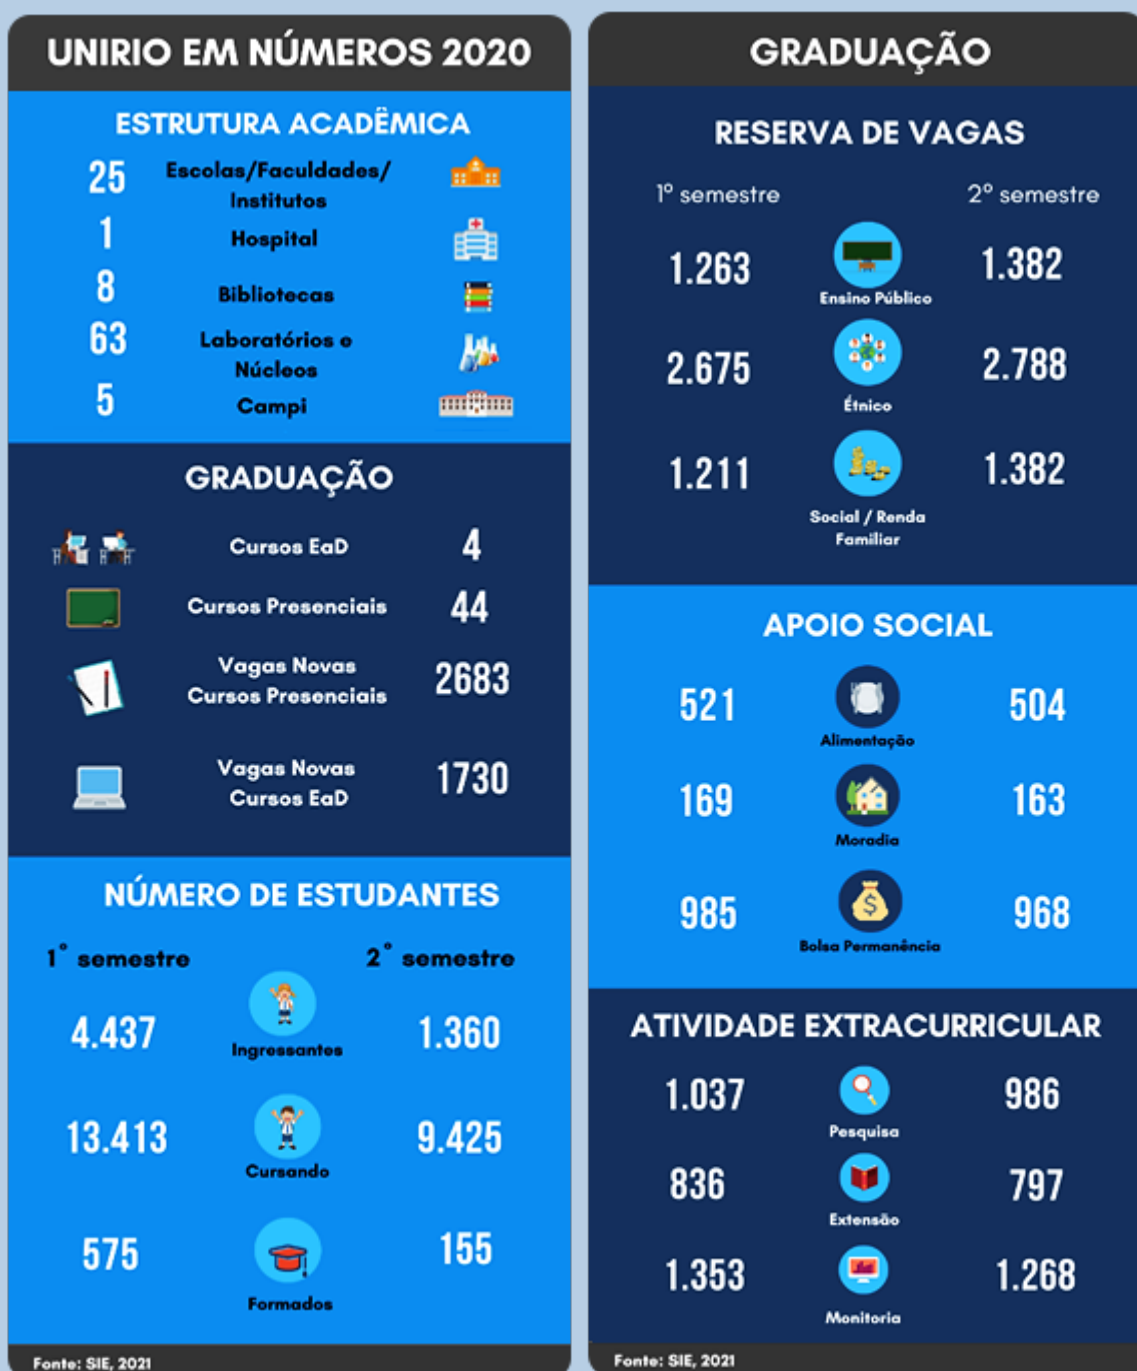 UNIRIO EM NÚMEROS 2020
ESTRUTURA ACADÊMICA
25 Escolas/Faculdades/
Institutos
1 Hospital
8 Bibliotecas
63 Laboratórios e
Núcleos
5 Campi
GRADUAÇÃO
Cursos EaD 4
Cursos Presenciais 44
Vagas Novas
Cursos Presenciais 2683
Vagas Novas
Cursos EaD 1730
NÚMERO DE ESTUDANTES
1° semestre 2° semestre
4.437 1.360
Ingressantes
13.413 9.425
Cursando
575 155
Formados
Fonte: SIE, 2021
GRADUAÇÃO
RESERVA DE VAGAS
1º semestre 2º semestre
1.263 1.382
Ensino Público
2.675 2.788
Étnico
1.211 1.382
Social / Renda
Familiar
APOIO SOCIAL
521 504
Alimentação
169 163
Moradia
$
985 968
Bolsa Permanência
ATIVIDADE EXTRACURRICULAR
1.037 986
Pesquisa
836 797
Extensão
1.353 1.268
Monitoria
Fonte: SIE, 2021